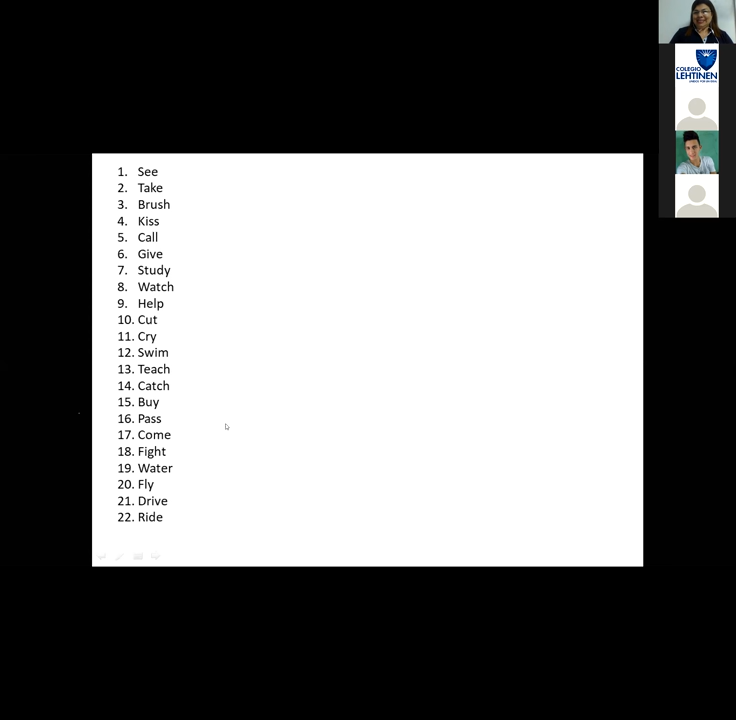 1. See
2. Take
3. Brush
4. Kiss
5. Call
6. Give
7. Study
8. Watch
9. Help
10. Cut
11. Cry
12. Swim
13. Teach
14. Catch
15. Buy
16. Pass
17. Come
18. Fight
19. Water
20. Fly
21. Drive
22. Ride
COLEGIO
LEHTINEN